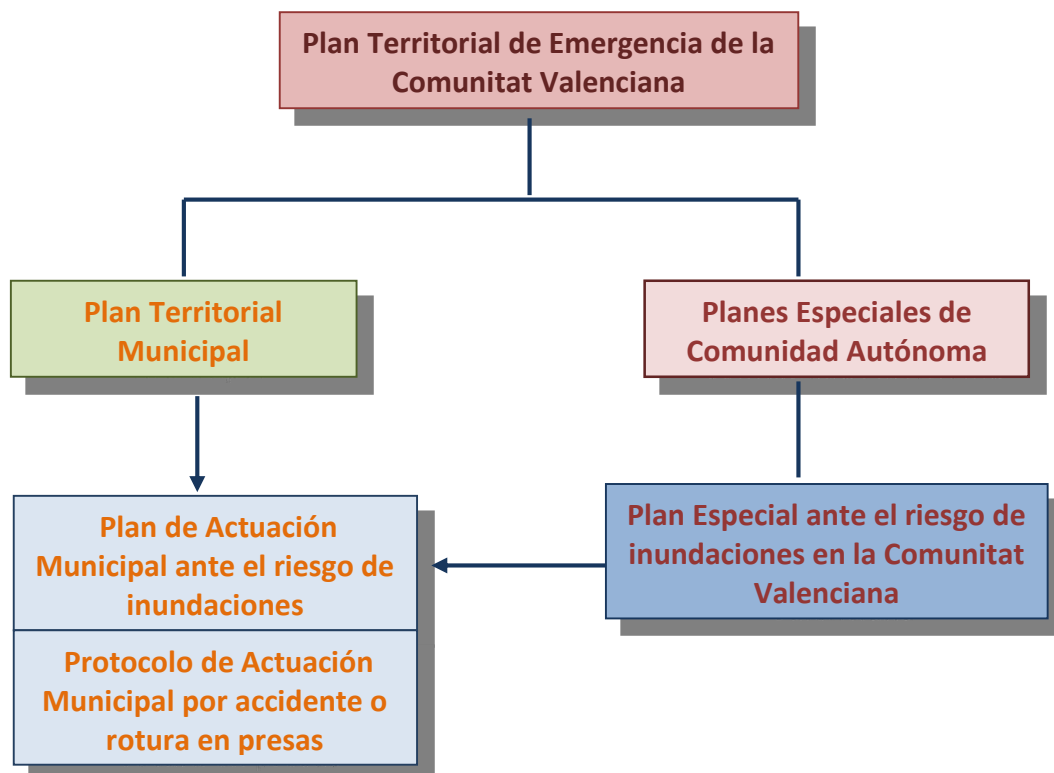 Plan Territorial de Emergencia de la
Comunitat Valenciana
Plan Territorial
Municipal
Planes Especiales de
Comunidad Autónoma
Plan de Actuación
Municipal ante el riesgo de
inundaciones
Plan Especial ante el riesgo de
inundaciones en la Comunitat
Valenciana
Protocolo de Actuación
Municipal por accidente o
rotura en presas